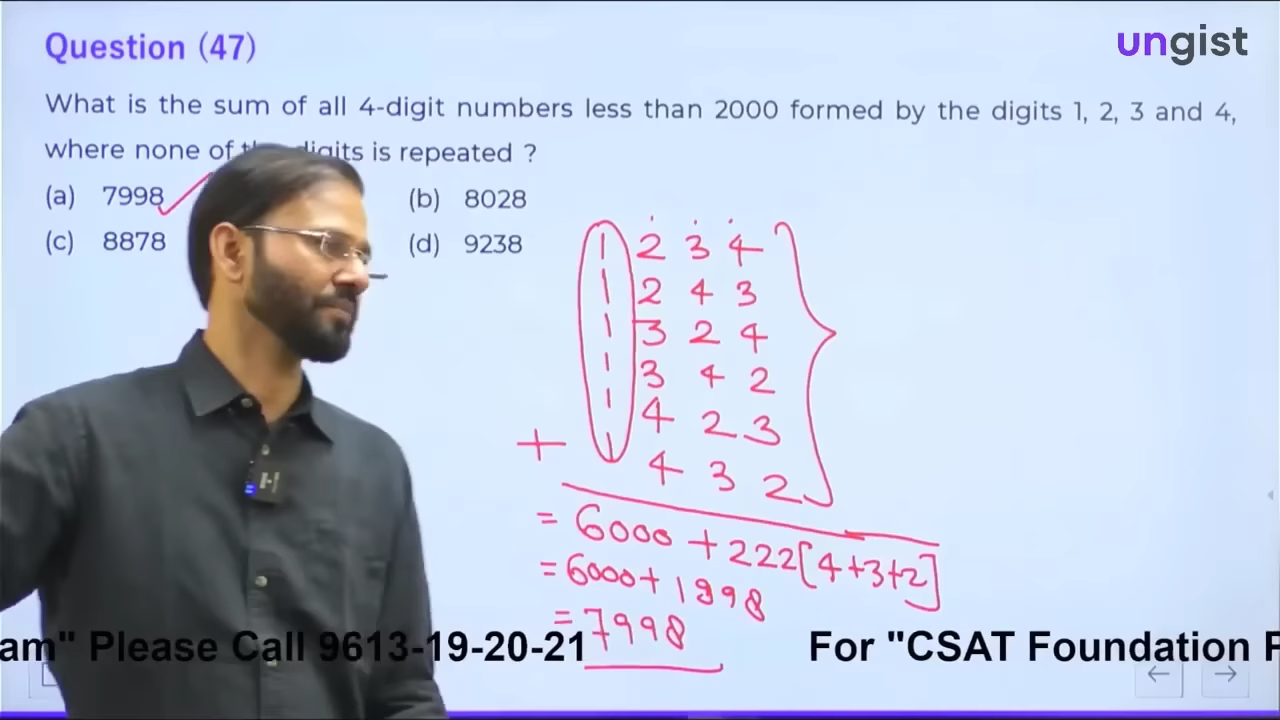 Question (47)
ungist
What is the sum of all 4-digit numbers less than 2000 formed by the digits 1, 2, 3 and 4,
where none of digits is repeated ?
(a) 7998 ✓ (b) 8028
(c) 8878 (d) 9238
1 2 3 4
1 2 4 3
1 3 2 4
1 3 4 2
1 4 2 3
+ 1 4 3 2
= 6000 + 222[4+3+2]
= 6000 + 1998
= 7998
am" Please Call 9613-19-20-21 For "CSAT Foundation P